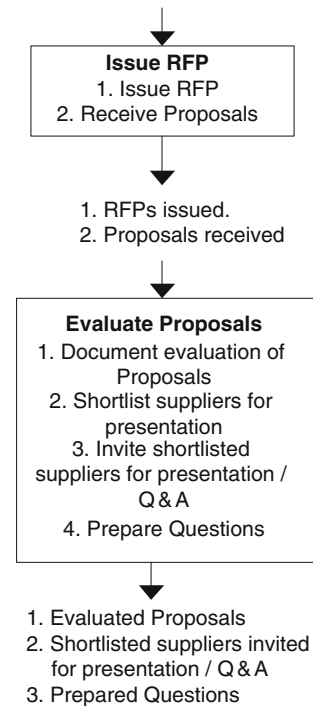 Issue RFP
1. Issue RFP
2. Receive Proposals
1. RFPs issued.
2. Proposals received
Evaluate Proposals
1. Document evaluation of
Proposals
2. Shortlist suppliers for
presentation
3. Invite shortlisted
suppliers for presentation /
Q & A
4. Prepare Questions
1. Evaluated Proposals
2. Shortlisted suppliers invited
for presentation / Q & A
3. Prepared Questions